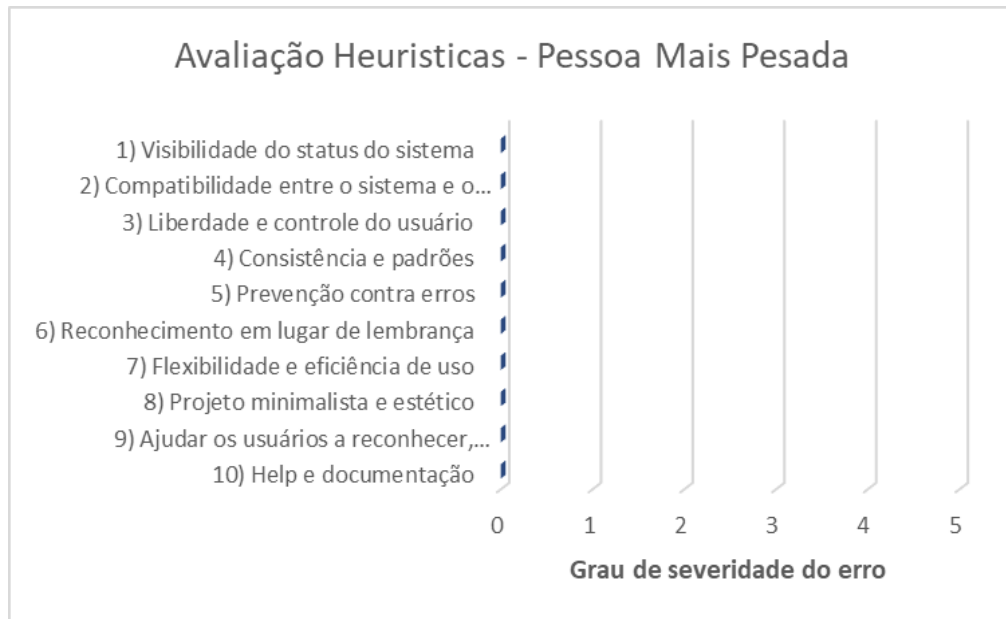 Avaliação Heuristicas - Pessoa Mais Pesada
1) Visibilidade do status do sistema
2) Compatibilidade entre o sistema e o...
3) Liberdade e controle do usuário
4) Consistência e padrões
5) Prevenção contra erros
6) Reconhecimento em lugar de lembrança
7) Flexibilidade e eficiência de uso
8) Projeto minimalista e estético
9) Ajudar os usuários a reconhecer,...
10) Help e documentação
0 1 2 3 4 5
Grau de severidade do erro